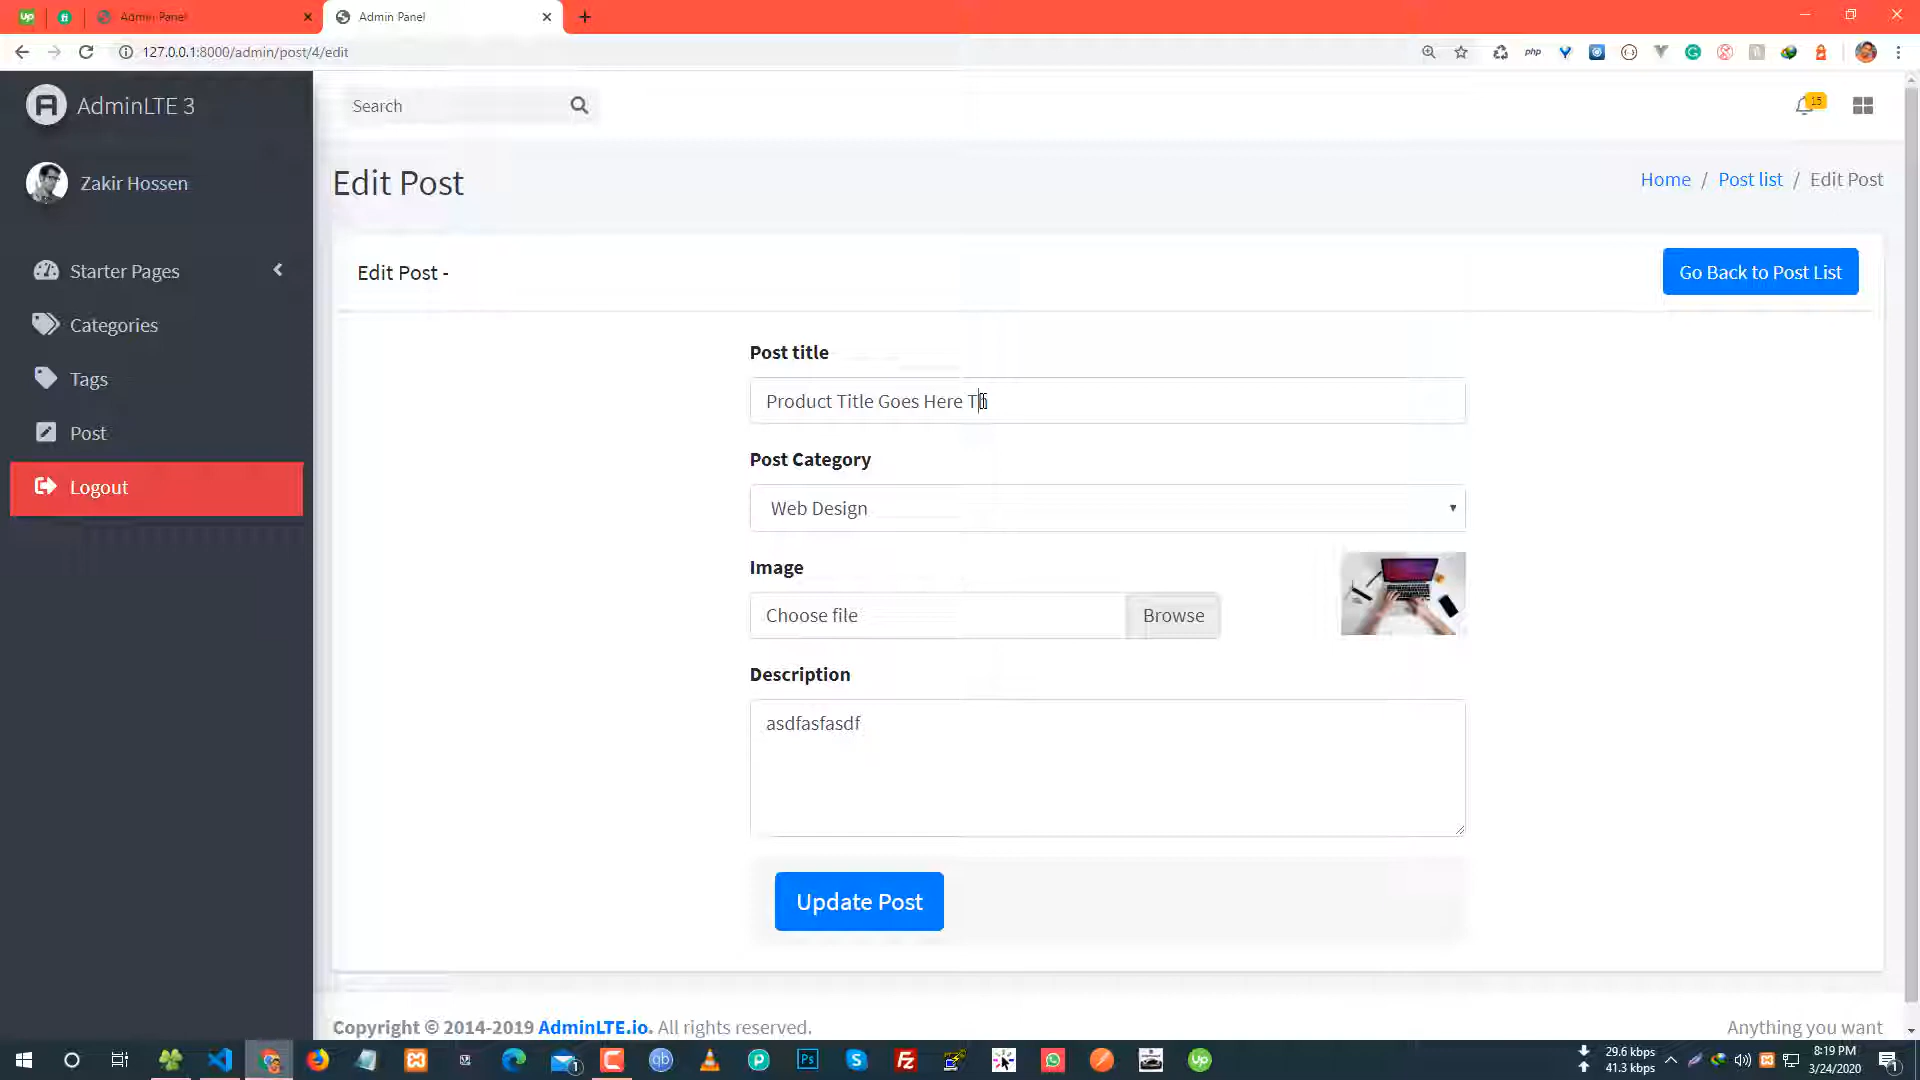 Admin Panel
Admin Panel
127.0.0.1:8000/admin/post/4/edit
php
AdminLTE 3
Search
15
Zakir Hossen
Edit Post
Home / Post list / Edit Post
Starter Pages
Categories
Tags
Post
Logout
Edit Post -
Go Back to Post List
Post title
Product Title Goes Here Th
Post Category
Web Design
Image
Choose file
Browse
Description
asdfasfasdf
Update Post
Copyright © 2014-2019 AdminLTE.io. All rights reserved.
Anything you want
29.6 kbps
41.3 kbps
8:19 PM
3/24/2020